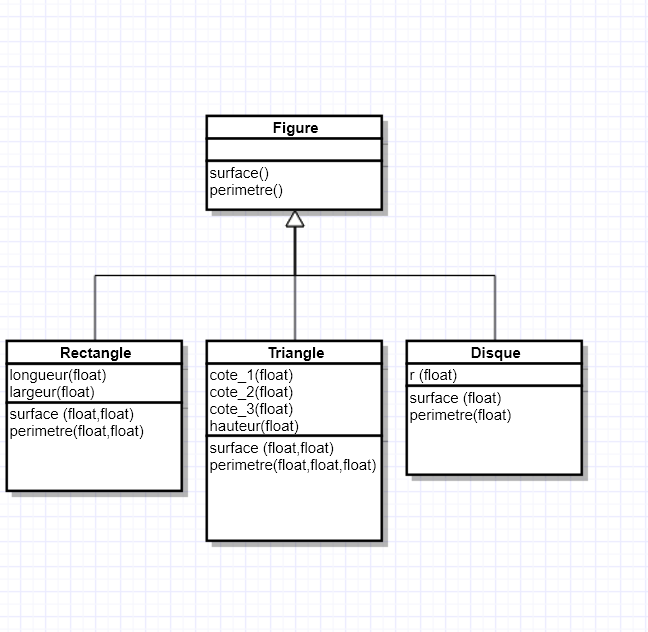 Figure
surface()
perimetre()
Rectangle
longueur(float)
largeur(float)
surface (float,float)
perimetre(float,float)
Triangle
cote_1(float)
cote_2(float)
cote_3(float)
hauteur(float)
surface (float,float)
perimetre(float,float,float)
Disque
r (float)
surface (float)
perimetre(float)